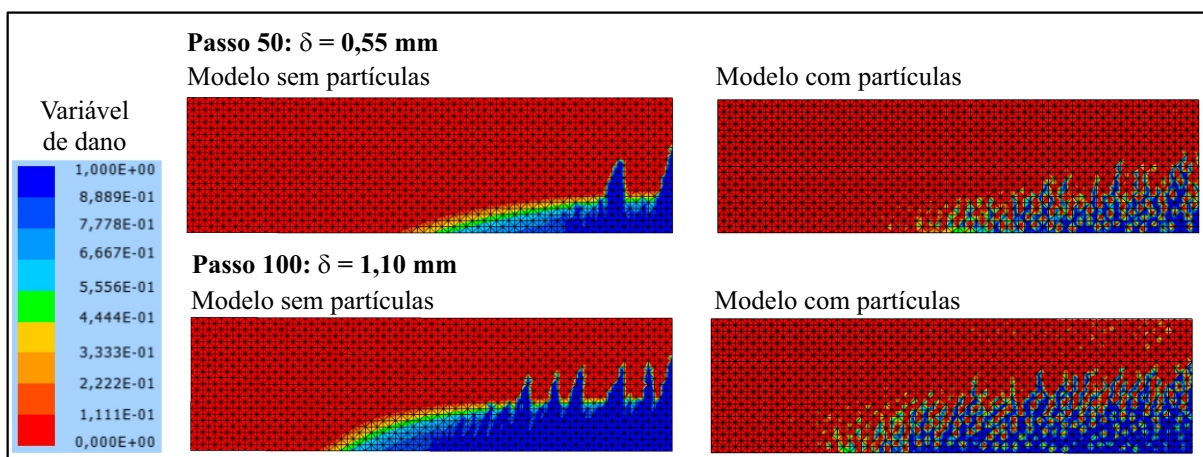 Passo 50: δ = 0,55 mm
Modelo sem partículas
Modelo com partículas
Variável
de dano
1,000E+00
8,889E-01
7,778E-01
6,667E-01
5,556E-01
4,444E-01
3,333E-01
2,222E-01
1,111E-01
0,000E+00
Passo 100: δ = 1,10 mm
Modelo sem partículas
Modelo com partículas